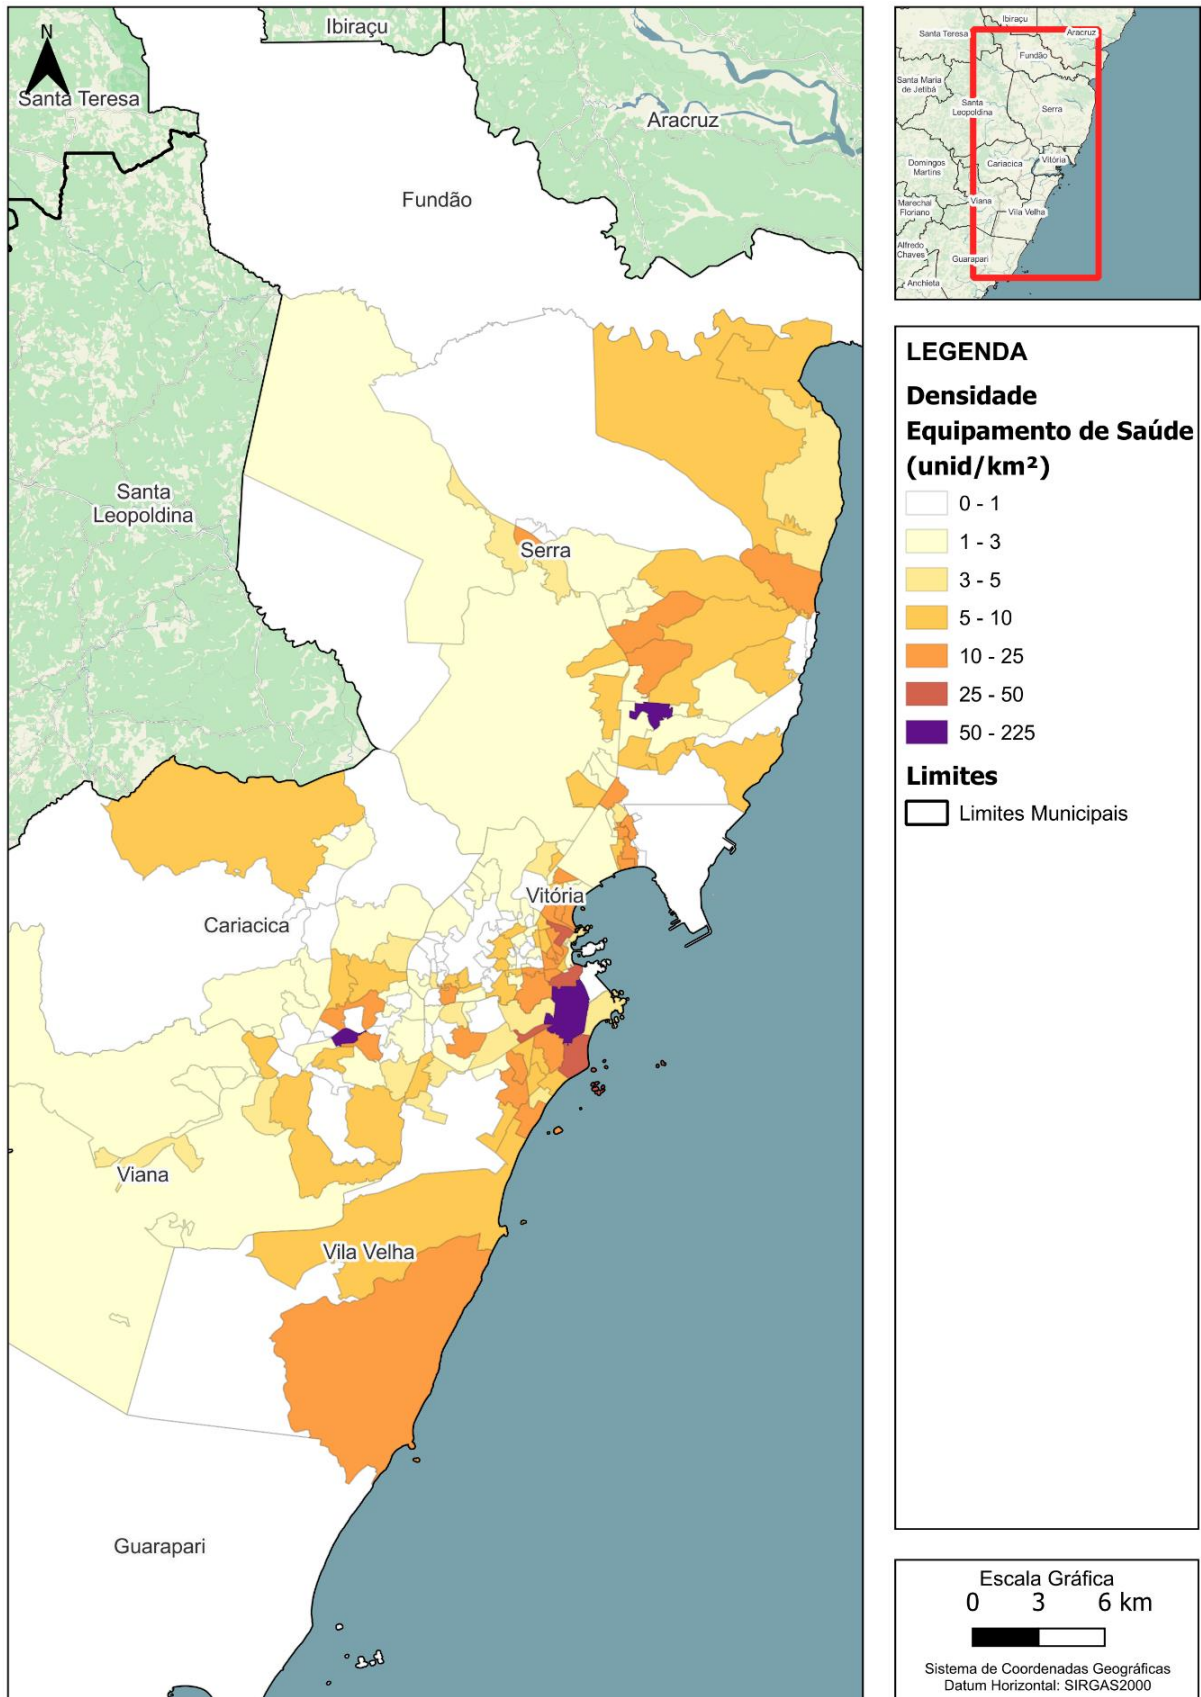 N
Ibiraçu
Santa Teresa
Aracruz
Fundão
Santa
Leopoldina
Serra
Vitória
Cariacica
Viana
Vila Velha
Guarapari
Ibiraçu
Santa Teresa
Aracruz
Fundão
Santa Maria
de Jetibá
Santa
Leopoldina
Serra
Domingos
Martins
Cariacica
Vitória
Viana
Marechal
Floriano
Vila Velha
Alfredo
Chaves
Guarapari
Anchieta
LEGENDA
Densidade
Equipamento de Saúde
(unid/km²)
0 - 1
1 - 3
3 - 5
5 - 10
10 - 25
25 - 50
50 - 225
Limites
Limites Municipais
Escala Gráfica
0 3 6 km
Sistema de Coordenadas Geográficas
Datum Horizontal: SIRGAS2000